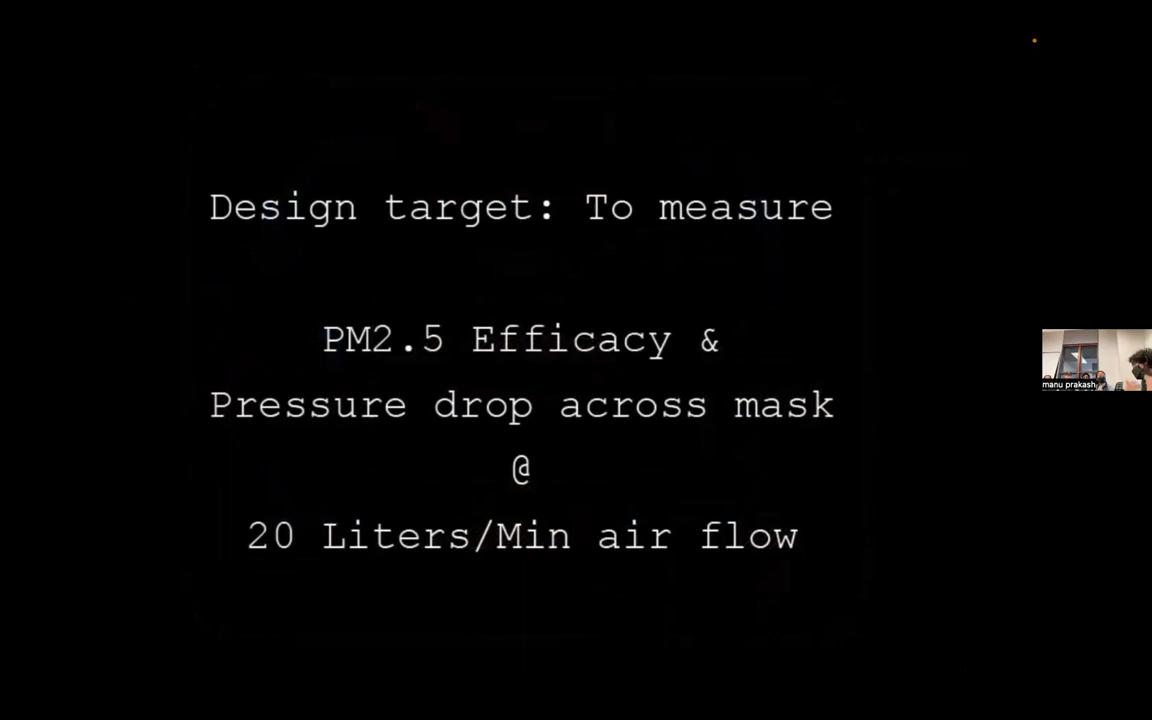 Design target: To measure
PM2.5 Efficacy &
Pressure drop across mask
@
20 Liters/Min air flow
manu prakash